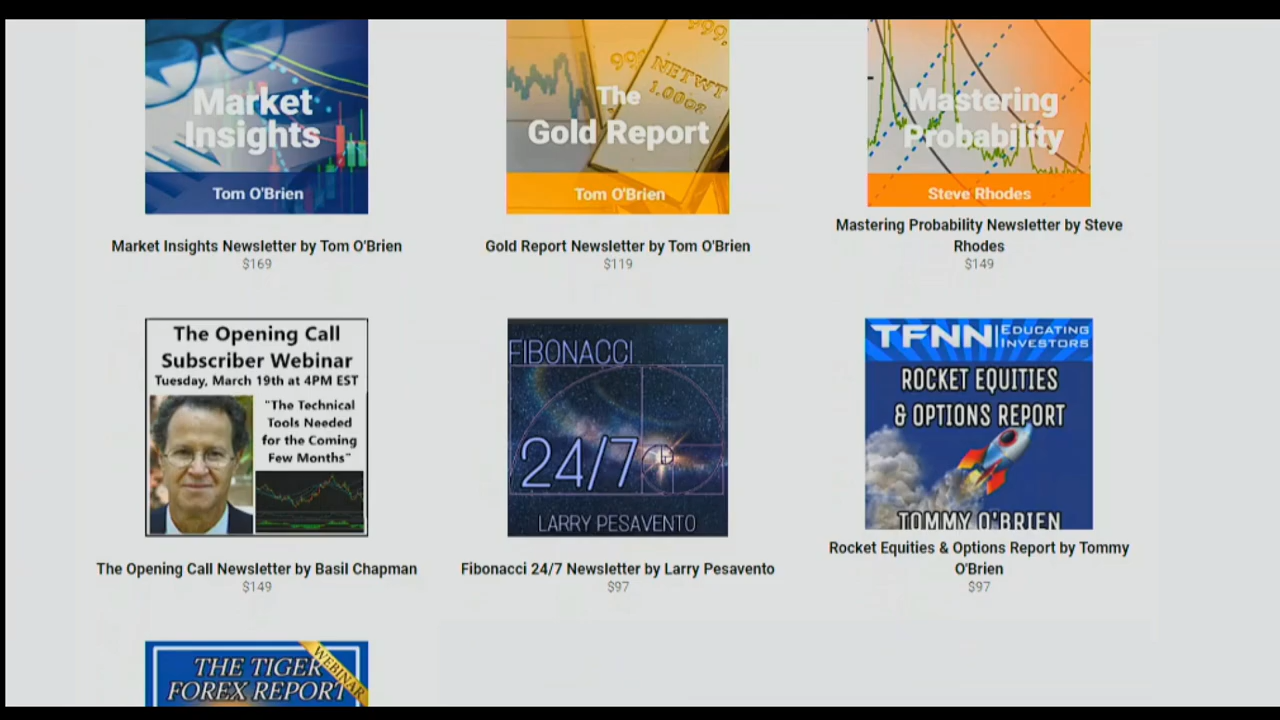 Market
Insights
Tom O'Brien
Market Insights Newsletter by Tom O'Brien
$169
999.
99
NETWT
1.00oz
The
Gold Report
Tom O'Brien
Gold Report Newsletter by Tom O'Brien
$119
Mastering
Probability
Steve Rhodes
Mastering Probability Newsletter by Steve
Rhodes
$149
The Opening Call
Subscriber Webinar
Tuesday, March 19th at 4PM EST
"The Technical
Tools Needed
for the Coming
Few Months"
The Opening Call Newsletter by Basil Chapman
$149
FIBONACCI
24/7
LARRY PESAVENTO
Fibonacci 24/7 Newsletter by Larry Pesavento
$97
TFNN EDUCATING
INVESTORS
ROCKET EQUITIES
& OPTIONS REPORT
TOMMY O'BRIEN
Rocket Equities & Options Report by Tommy
O'Brien
$97
THE TIGER
FOREX REPORT
WEBINAR